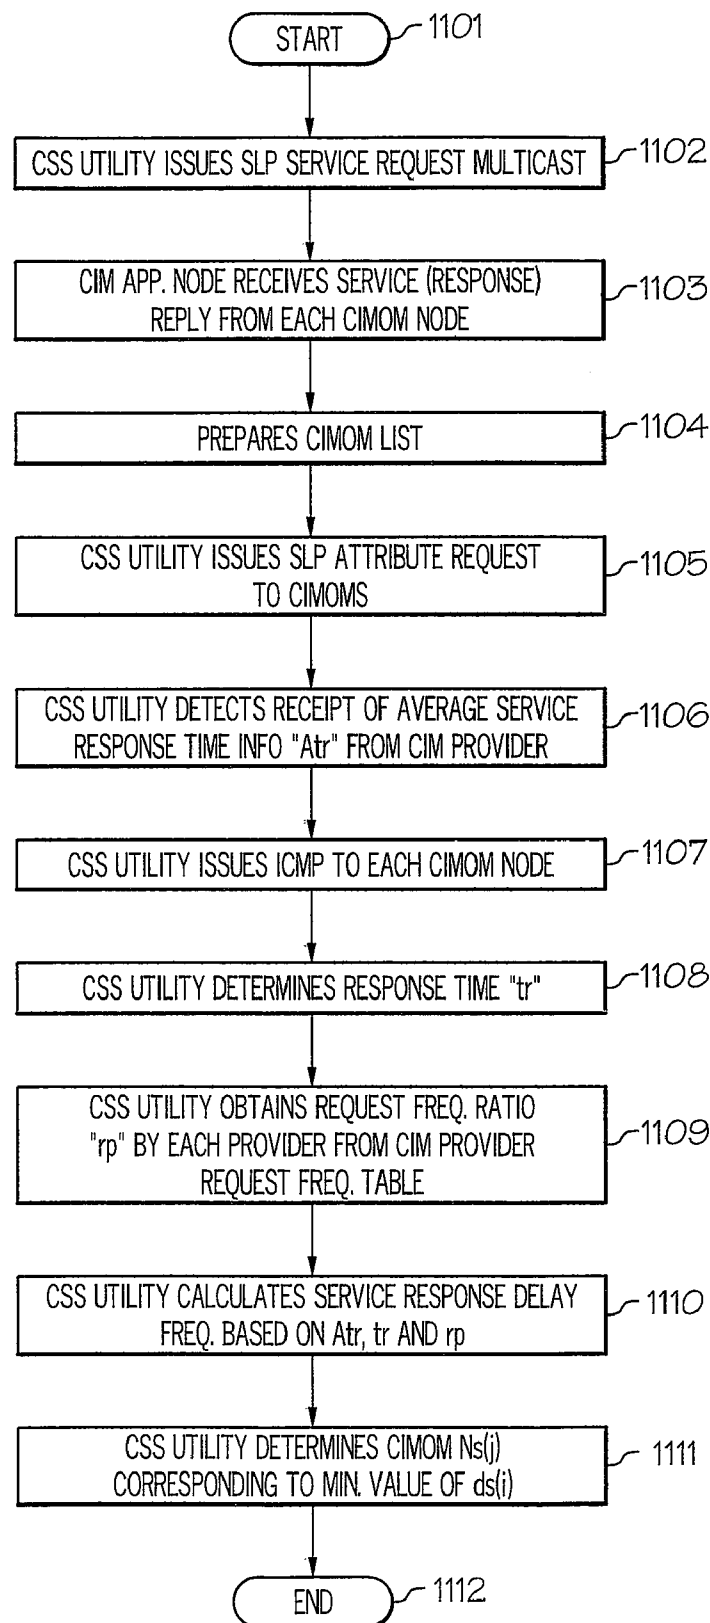 START
1101
CSS UTILITY ISSUES SLP SERVICE REQUEST MULTICAST
1102
CIM APP. NODE RECEIVES SERVICE (RESPONSE)
REPLY FROM EACH CIMOM NODE
1103
PREPARES CIMOM LIST
1104
CSS UTILITY ISSUES SLP ATTRIBUTE REQUEST
TO CIMOMS
1105
CSS UTILITY DETECTS RECEIPT OF AVERAGE SERVICE
RESPONSE TIME INFO "Atr" FROM CIM PROVIDER
1106
CSS UTILITY ISSUES ICMP TO EACH CIMOM NODE
1107
CSS UTILITY DETERMINES RESPONSE TIME "tr"
1108
CSS UTILITY OBTAINS REQUEST FREQ. RATIO
"rp" BY EACH PROVIDER FROM CIM PROVIDER
REQUEST FREQ. TABLE
1109
CSS UTILITY CALCULATES SERVICE RESPONSE DELAY
FREQ. BASED ON Atr, tr AND rp
1110
CSS UTILITY DETERMINES CIMOM Ns(j)
CORRESPONDING TO MIN. VALUE OF ds(i)
1111
END
1112